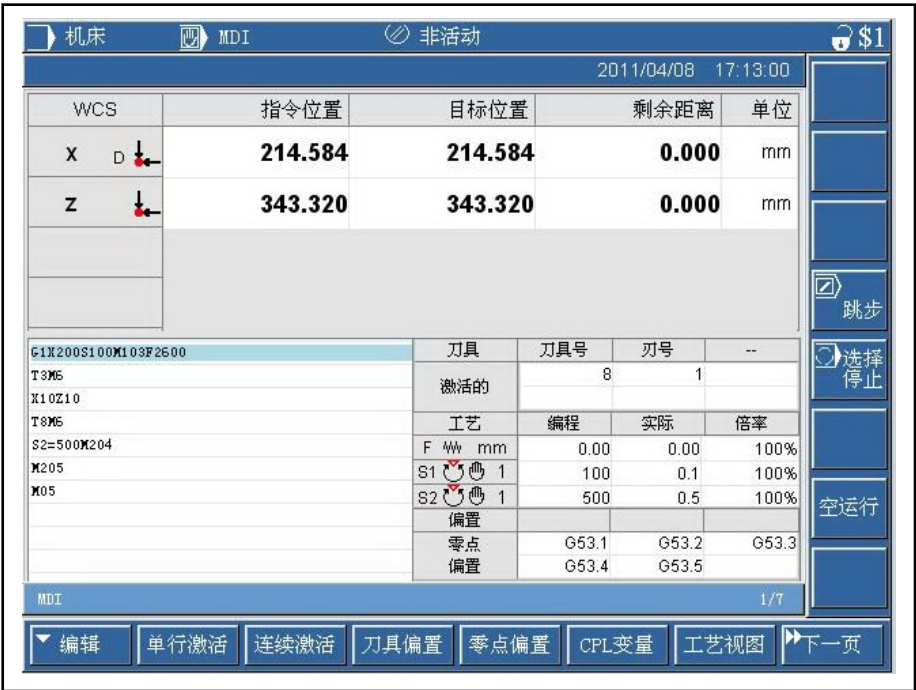 机床 MDI 非活动 $1
2011/04/08 17:13:00
WCS 指令位置 目标位置 剩余距离 单位
X D 214.584 214.584 0.000 mm
Z 343.320 343.320 0.000 mm
跳步
选择
停止
空运行
G1X200S100M103F2600
T3M6
X10Z10
T8M6
S2=500M204
M205
M05
刀具 刀具号 刃号 --
激活的 8 1
工艺 编程 实际 倍率
F mm 0.00 0.00 100%
S1 1 100 0.1 100%
S2 1 500 0.5 100%
偏置
零点 G53.1 G53.2 G53.3
偏置 G53.4 G53.5
MDI 1/7
编辑 单行激活 连续激活 刀具偏置 零点偏置 CPL变量 工艺视图 下一页